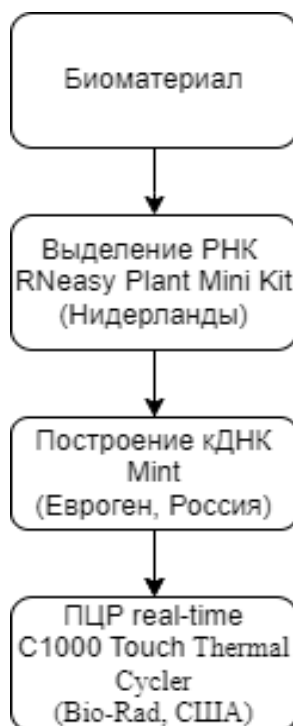 Биоматериал
Выделение РНК
RNeasy Plant Mini Kit
(Нидерланды)
Построение кДНК
Mint
(Евроген, Россия)
ПЦР real-time
C1000 Touch Thermal
Cycler
(Bio-Rad, США)